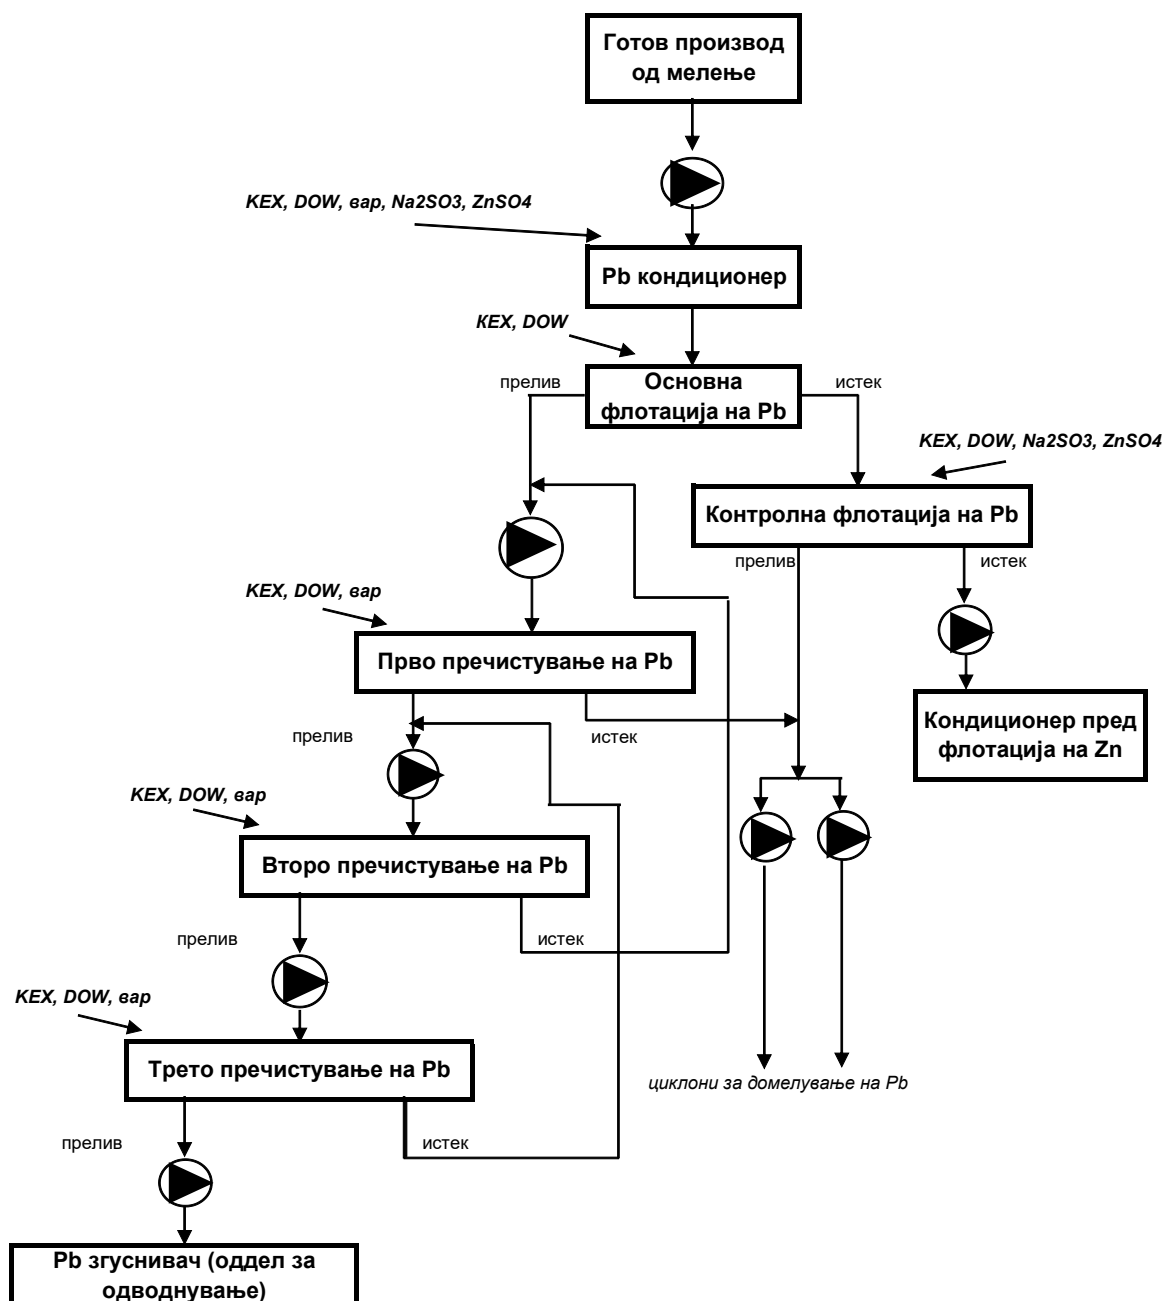 Готов производ
од мелење
KEX, DOW, вар, Na2SO3, ZnSO4
Pb кондиционер
KEX, DOW
прелив
Основна
флотација на Pb
истек
KEX, DOW, Na2SO3, ZnSO4
Контролна флотација на Pb
прелив
истек
KEX, DOW, вар
Прво пречистување на Pb
прелив
истек
Кондиционер пред
флотација на Zn
KEX, DOW, вар
Второ пречистување на Pb
прелив
истек
KEX, DOW, вар
Трето пречистување на Pb
циклони за домелување на Pb
прелив
истек
Pb згуснивач (оддел за
одводнување)